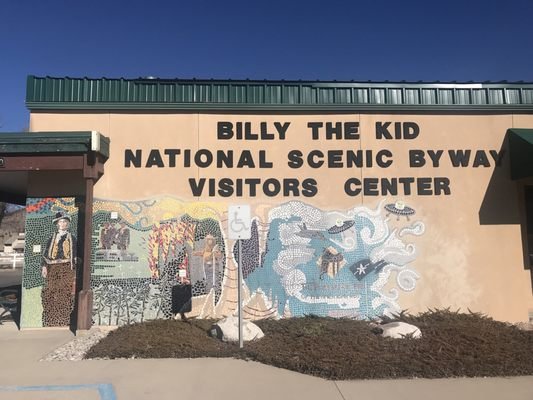 BILLY THE KID
NATIONAL SCENIC BYWAY
VISITORS CENTER